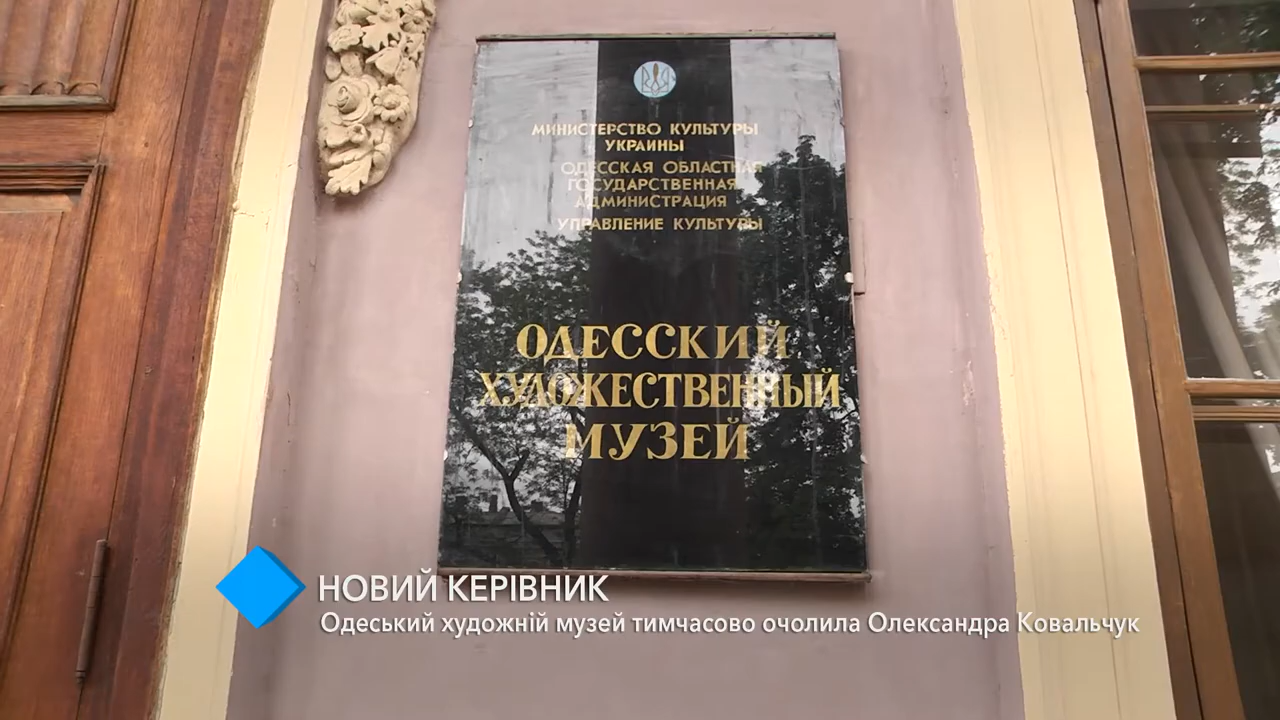 МИНИСТЕРСТВО КУЛЬТУРЫ
УКРАИНЫ
ОДЕССКАЯ ОБЛАСТНАЯ
ГОСУДАРСТВЕННАЯ
АДМИНИСТРАЦИЯ
УПРАВЛЕНИЕ КУЛЬТУРЫ
ОДЕССКИЙ
ХУДОЖЕСТВЕННЫЙ
МУЗЕЙ
НОВИЙ КЕРІВНИК
Одеський художній музей тимчасово очолила Олександра Ковальчук